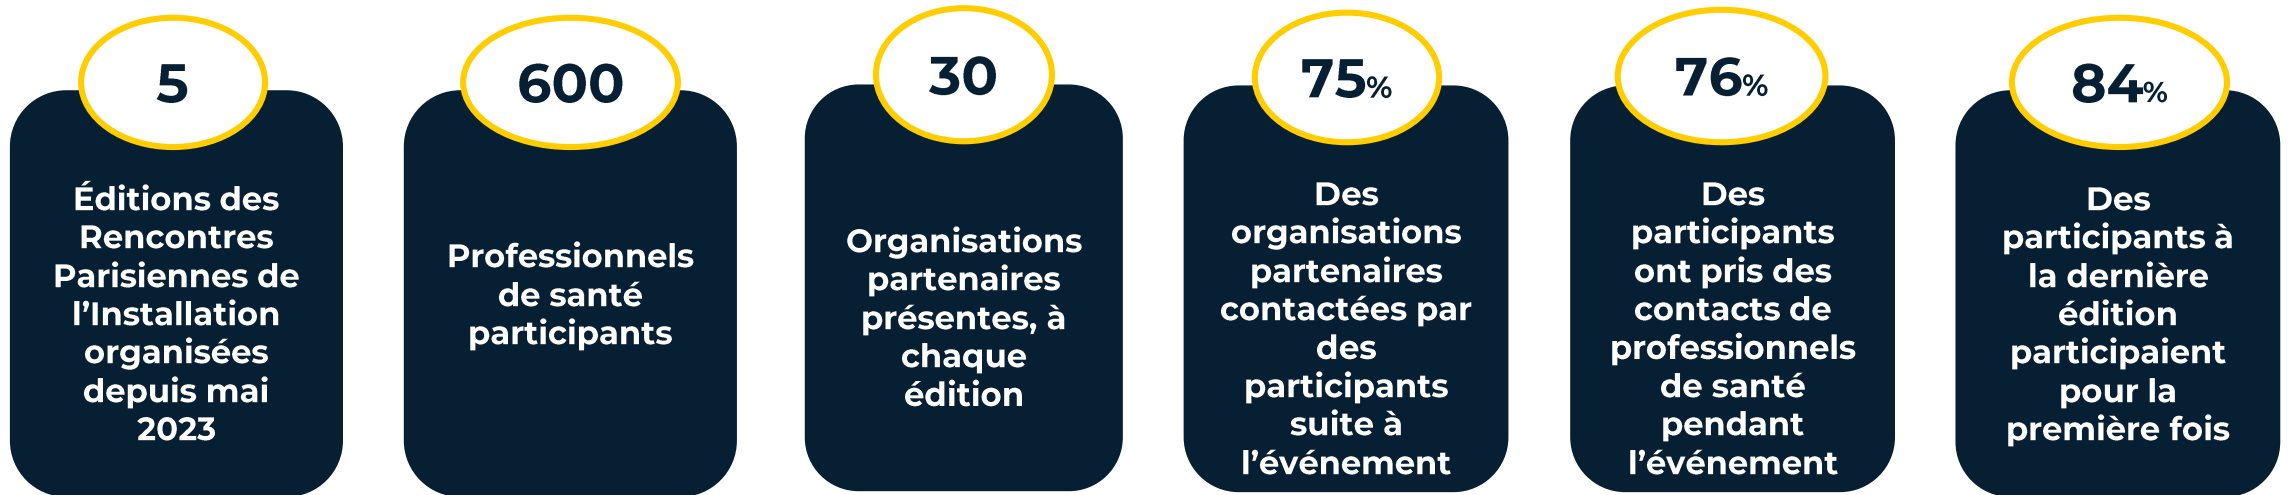 5
Éditions des
Rencontres
Parisiennes de
l’Installation
organisées
depuis mai
2023
600
Professionnels
de santé
participants
30
Organisations
partenaires
présentes, à
chaque
édition
75%
Des
organisations
partenaires
contactées par
des
participants
suite à
l’événement
76%
Des
participants
ont pris des
contacts de
professionnels
de santé
pendant
l’événement
84%
Des
participants à
la dernière
édition
participaient
pour la
première fois